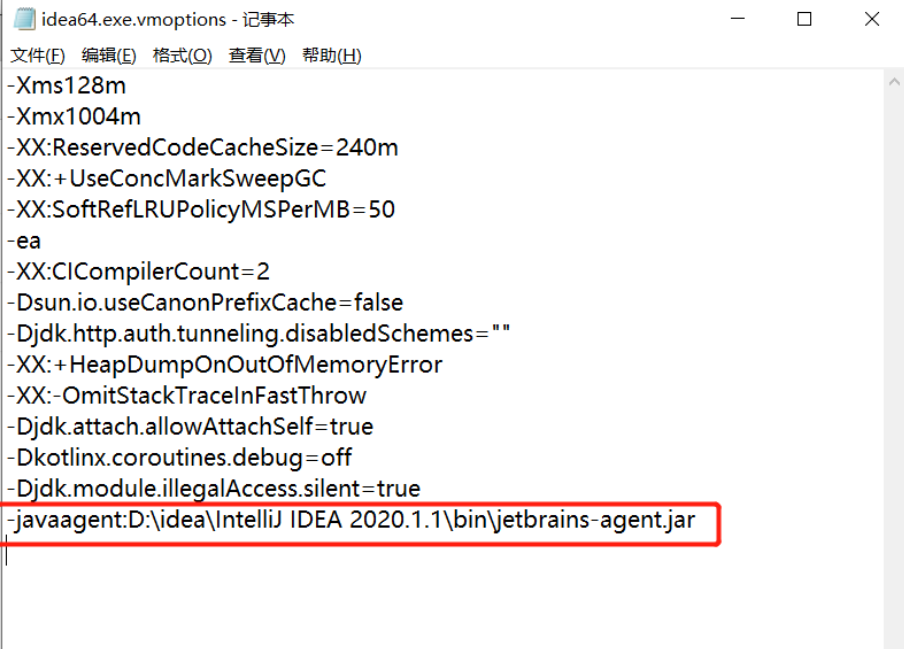 idea64.exe.vmoptions - 记事本
文件(F) 编辑(E) 格式(O) 查看(V) 帮助(H)
-Xms128m
-Xmx1004m
-XX:ReservedCodeCacheSize=240m
-XX:+UseConcMarkSweepGC
-XX:SoftRefLRUPolicyMSPerMB=50
-ea
-XX:CICompilerCount=2
-Dsun.io.useCanonPrefixCache=false
-Djdk.http.auth.tunneling.disabledSchemes=""
-XX:+HeapDumpOnOutOfMemoryError
-XX:-OmitStackTraceInFastThrow
-Djdk.attach.allowAttachSelf=true
-Dkotlinx.coroutines.debug=off
-Djdk.module.illegalAccess.silent=true
-javaagent:D:\idea\IntelliJ IDEA 2020.1.1\bin\jetbrains-agent.jar